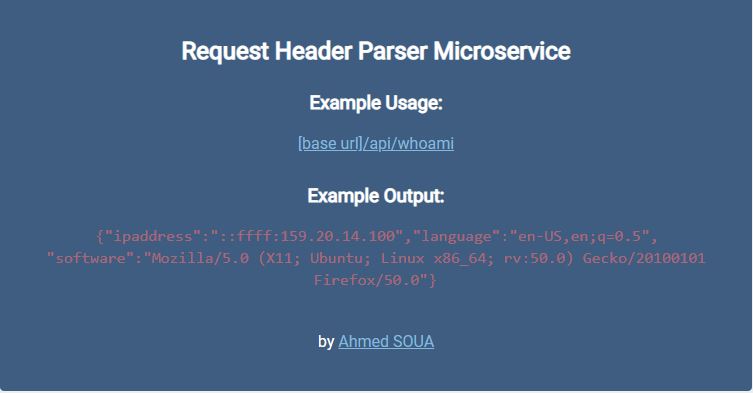 Request Header Parser Microservice
Example Usage:
[base url]/api/whoami
Example Output:
{"ipaddress":"::ffff:159.20.14.100","language":"en-US,en;q=0.5",
"software":"Mozilla/5.0 (X11; Ubuntu; Linux x86_64; rv:50.0) Gecko/20100101
Firefox/50.0"}
by Ahmed SOUA